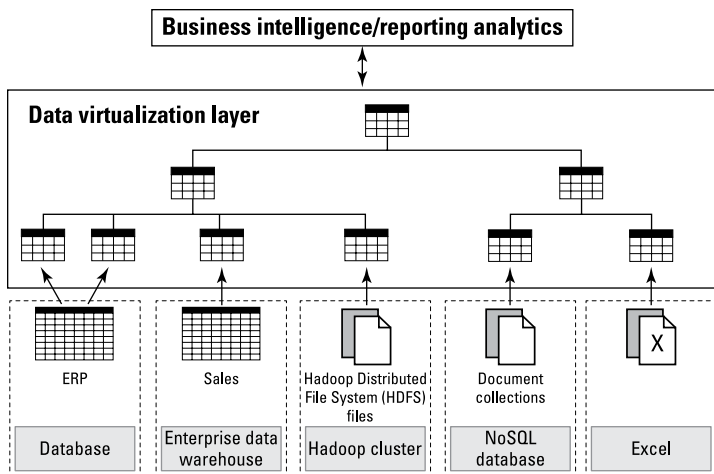 Business intelligence/reporting analytics
Data virtualization layer
ERP
Sales
Hadoop Distributed
File System (HDFS)
files
Document
collections
X
Database
Enterprise data
warehouse
Hadoop cluster
NoSQL
database
Excel